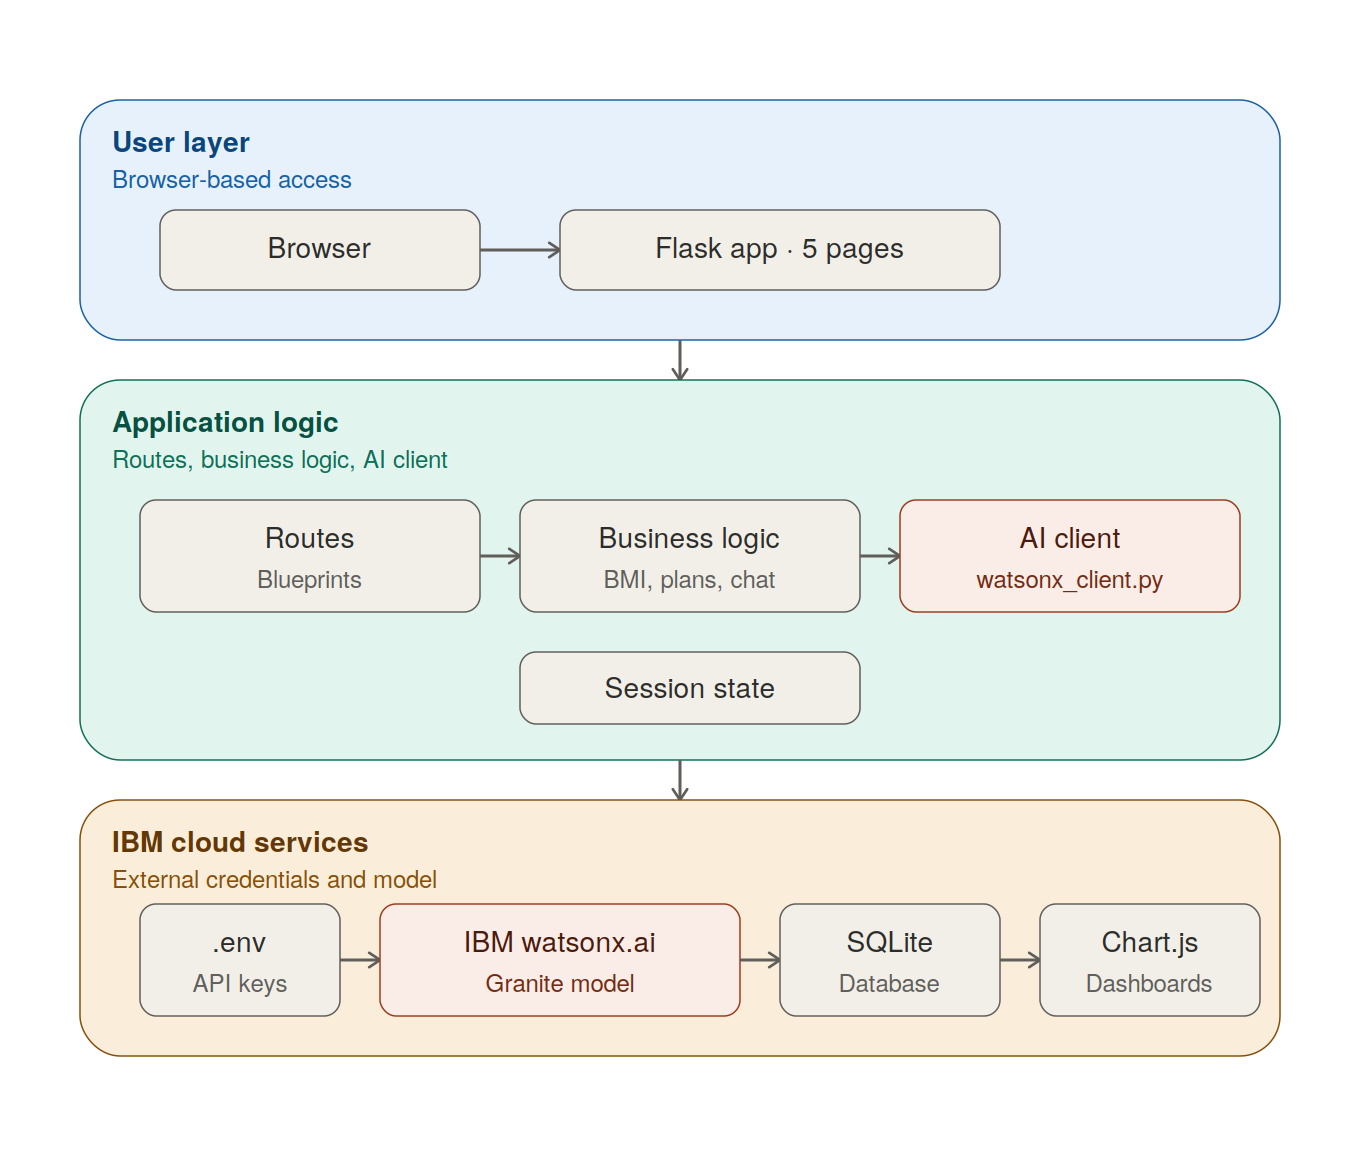 User layer
Browser-based access
Browser
Flask app · 5 pages
Application logic
Routes, business logic, AI client
Routes
Blueprints
Business logic
BMI, plans, chat
AI client
watsonx_client.py
Session state
IBM cloud services
External credentials and model
.env
API keys
IBM watsonx.ai
Granite model
SQLite
Database
Chart.js
Dashboards